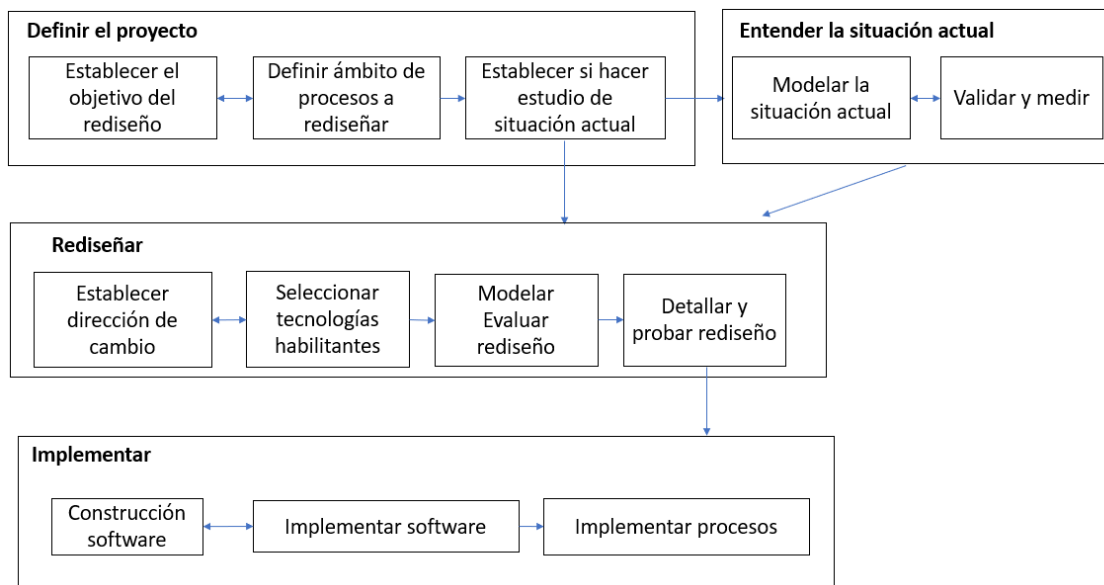 Definir el proyecto
Establecer el
objetivo del
rediseño
Definir ámbito de
procesos a
rediseñar
Establecer si hacer
estudio de
situación actual
Entender la situación actual
Modelar la
situación actual
Validar y medir
Rediseñar
Establecer
dirección de
cambio
Seleccionar
tecnologías
habilitantes
Modelar
Evaluar
rediseño
Detallar y
probar rediseño
Implementar
Construcción
software
Implementar software
Implementar procesos